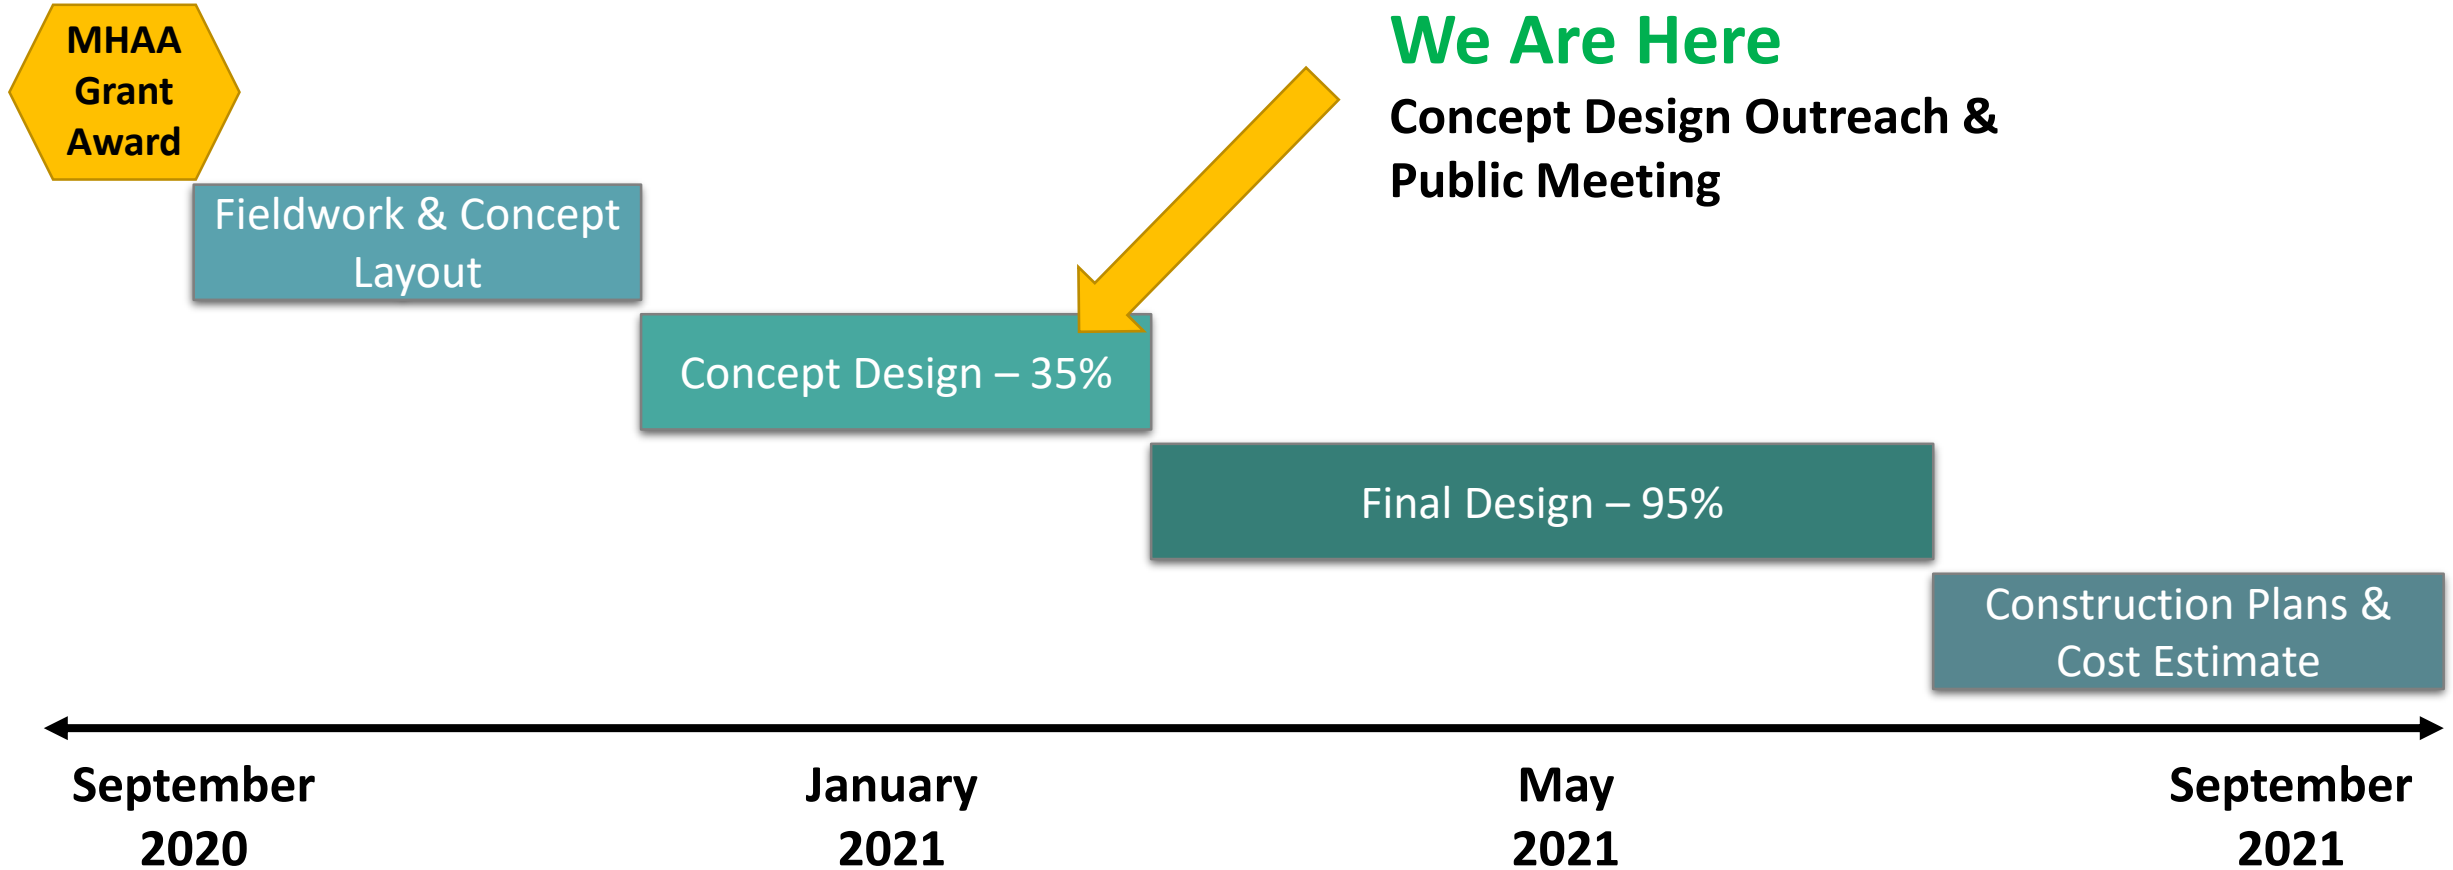 MHAA
Grant
Award
We Are Here
Concept Design Outreach &
Public Meeting
Fieldwork & Concept
Layout
Concept Design – 35%
Final Design – 95%
Construction Plans &
Cost Estimate
September
2020
January
2021
May
2021
September
2021